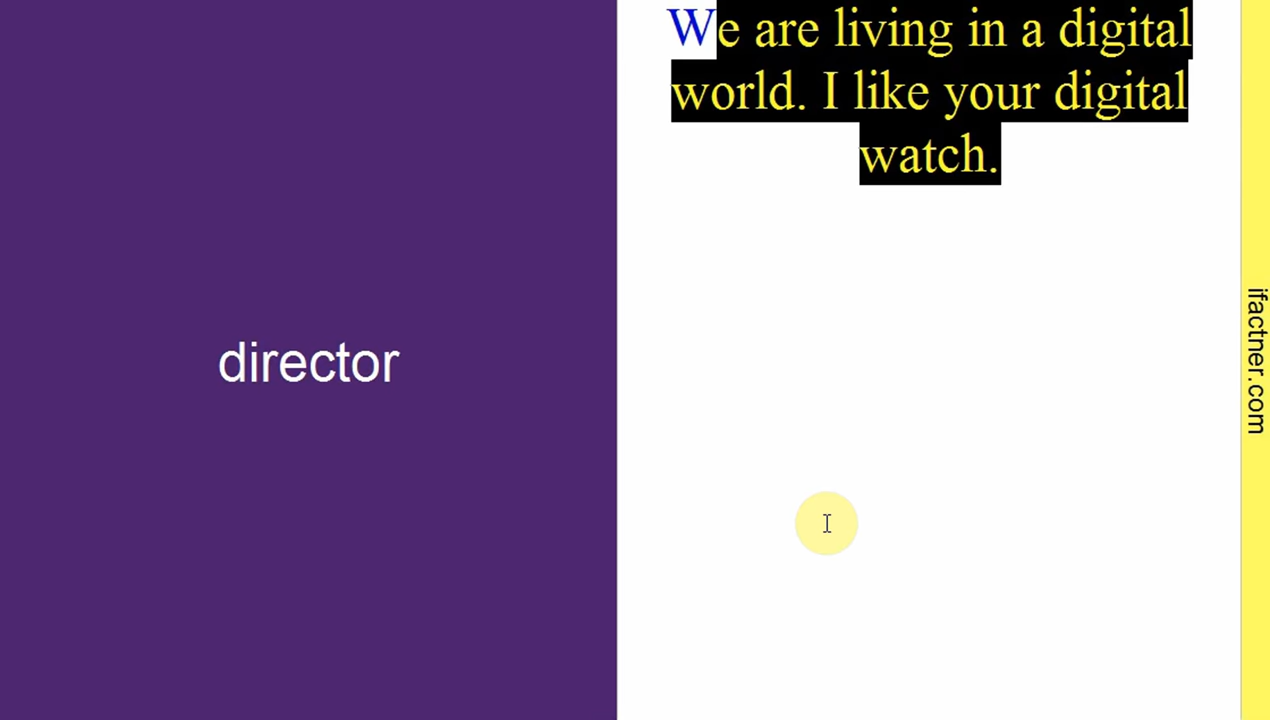 We are living in a digital
world. I like your digital
watch.
director
ifactner.com